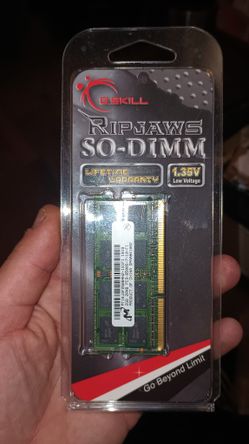 G.SKILL
RIPJAWS
SO-DIMM
LIFETIME
WARRANTY
1.35V
Low Voltage
Go Beyond Limit